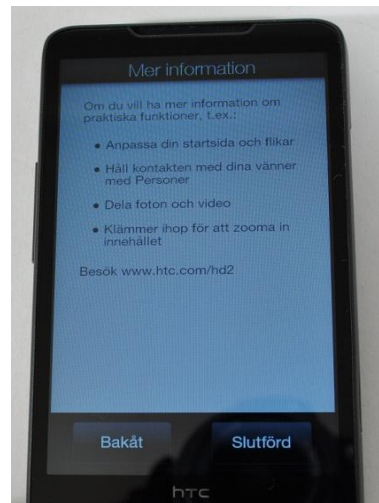 Mer information
Om du vill ha mer information om
praktiska funktioner, t.ex.:
• Anpassa din startsida och flikar
• Håll kontakten med dina vänner
med Personer
• Dela foton och video
• Klämmer ihop för att zooma in
innehållet
Besök www.htc.com/hd2
Bakåt Slutförd
hTC